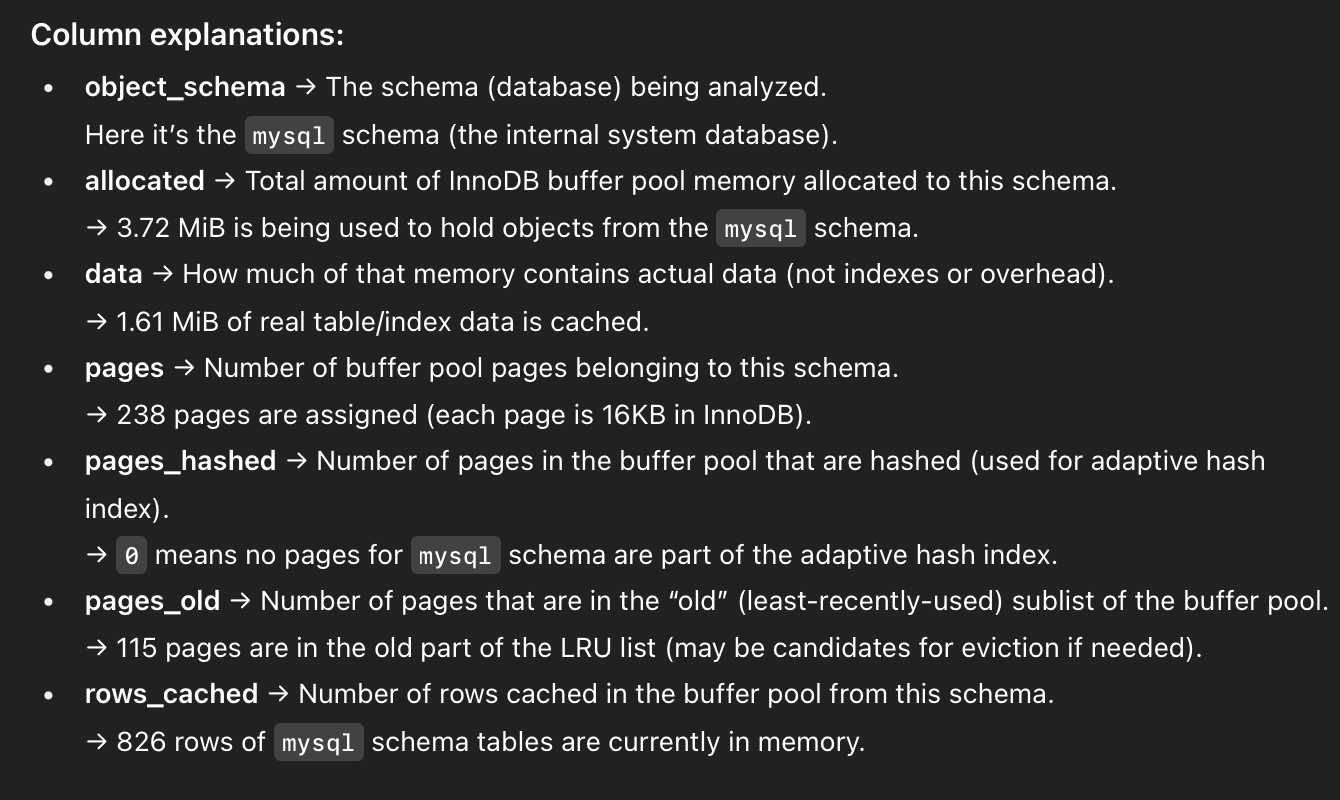 Column explanations:
• object_schema → The schema (database) being analyzed.
Here it’s the mysql schema (the internal system database).
• allocated → Total amount of InnoDB buffer pool memory allocated to this schema.
→ 3.72 MiB is being used to hold objects from the mysql schema.
• data → How much of that memory contains actual data (not indexes or overhead).
→ 1.61 MiB of real table/index data is cached.
• pages → Number of buffer pool pages belonging to this schema.
→ 238 pages are assigned (each page is 16KB in InnoDB).
• pages_hashed → Number of pages in the buffer pool that are hashed (used for adaptive hash
index).
→ 0 means no pages for mysql schema are part of the adaptive hash index.
• pages_old → Number of pages that are in the “old” (least-recently-used) sublist of the buffer pool.
→ 115 pages are in the old part of the LRU list (may be candidates for eviction if needed).
• rows_cached → Number of rows cached in the buffer pool from this schema.
→ 826 rows of mysql schema tables are currently in memory.